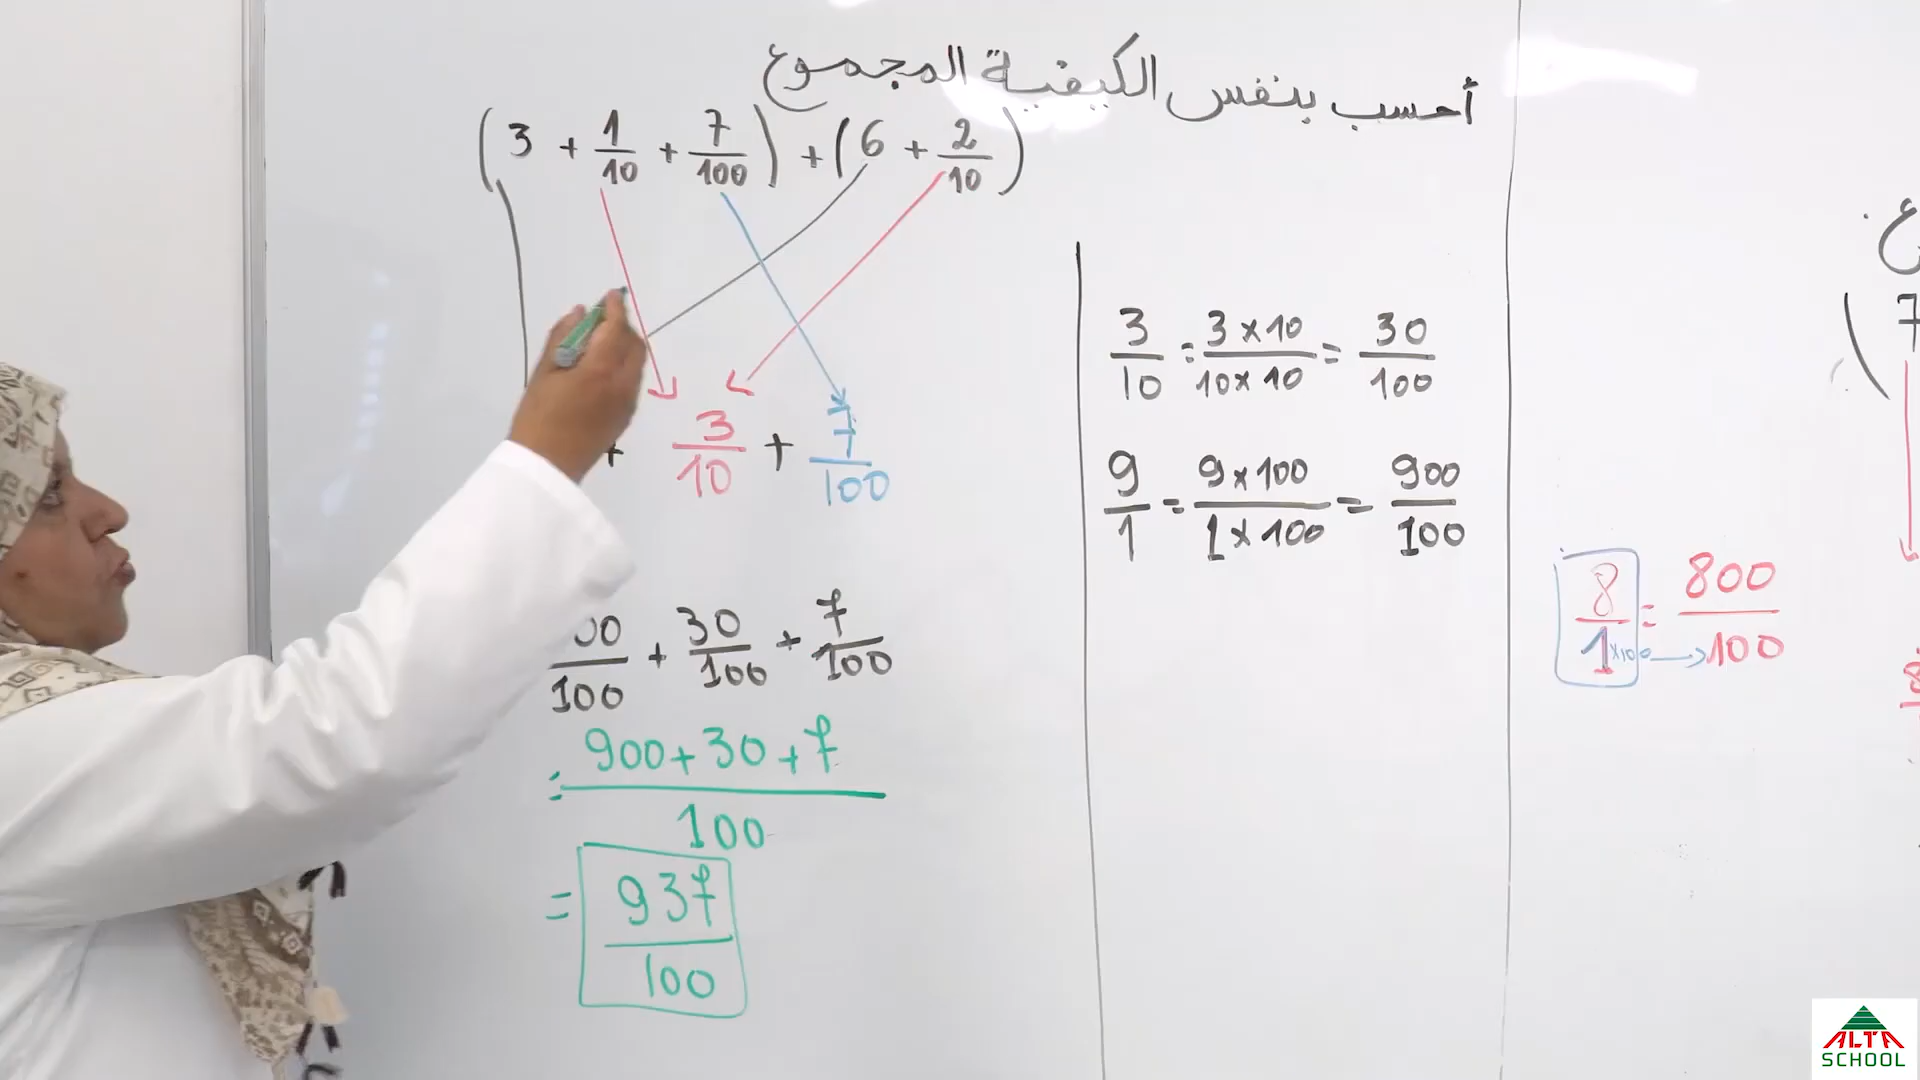 أحسب بنفس الكيفية المجموع
(3 + 1/10 + 7/100) + (6 + 2/10)
+ 3/10 + 7/100
00/100 + 30/100 + 7/100
= 900+30+7/100
= 937/100
3/10 = 3×10/10×10 = 30/100
9/1 = 9×100/1×100 = 900/100
8/1 = 800/100
×100
(7
ALTA
SCHOOL